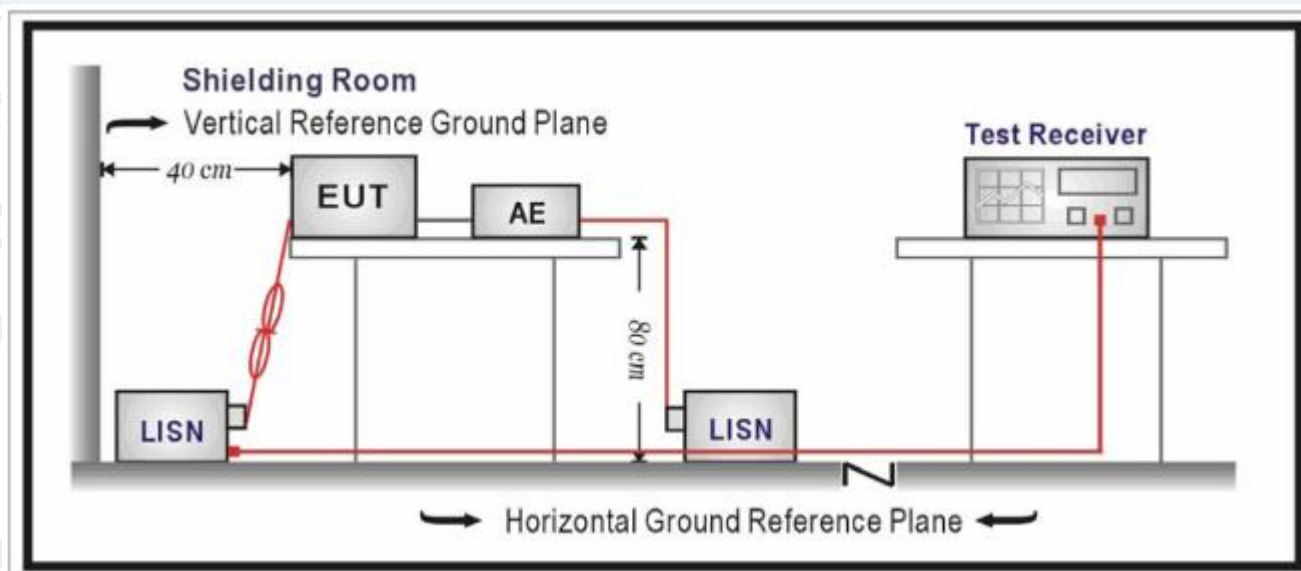 Shielding Room
Vertical Reference Ground Plane
40 cm
EUT
AE
Test Receiver
80 cm
LISN
LISN
Horizontal Ground Reference Plane